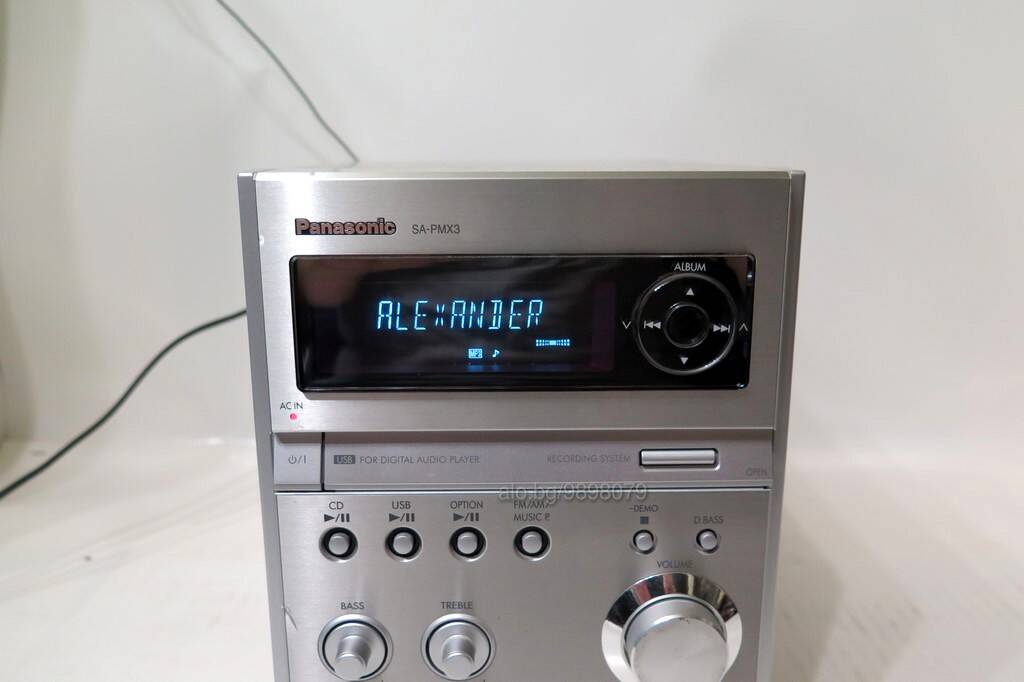 Panasonic SA-PMX3
ALBUM
ALEXANDER
MP3
AC IN
USB FOR DIGITAL AUDIO PLAYER RECORDING SYSTEM
OPEN
alo.bg/9898079
CD USB OPTION FM/AM/ MUSIC P. -DEMO D.BASS
VOLUME
BASS TREBLE